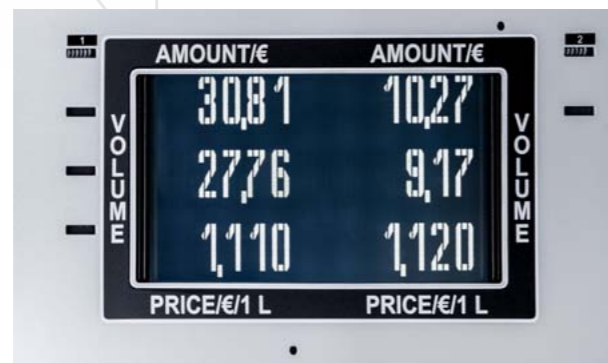 1
2
AMOUNT/€ AMOUNT/€
30,81 10,27
VOLUME
27,76 9,17
VOLUME
1,110 1,120
PRICE/€/1 L PRICE/€/1 L